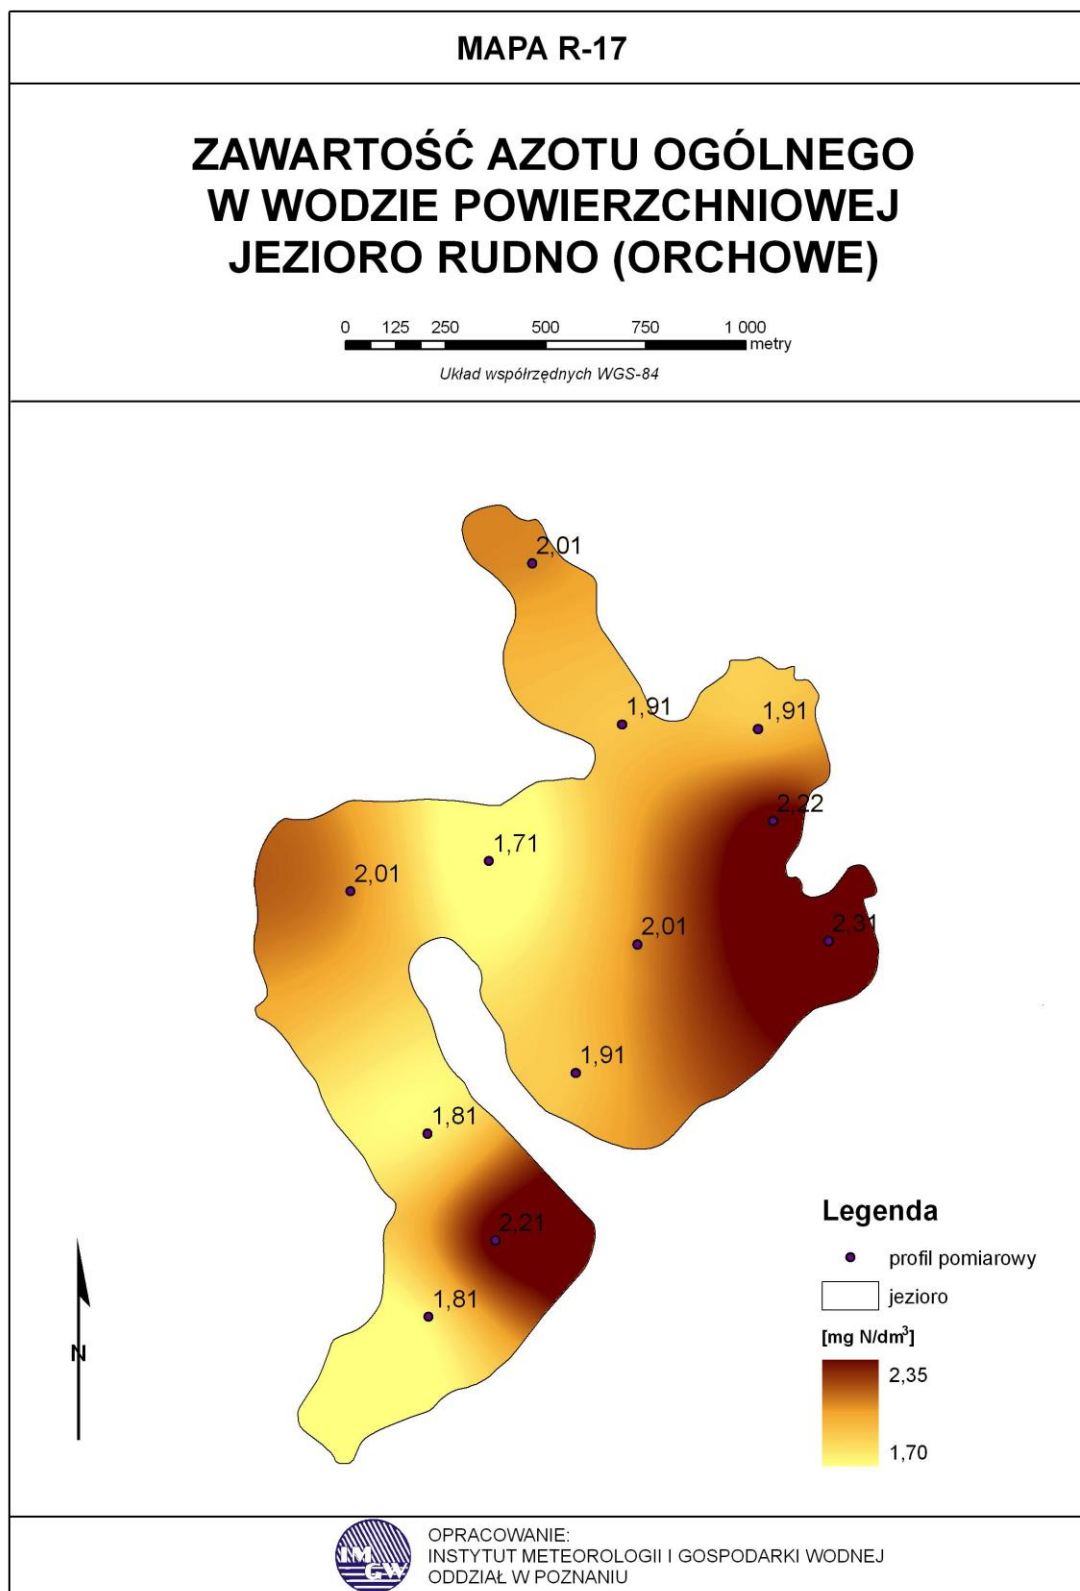 MAPA R-17
ZAWARTOŚĆ AZOTU OGÓLNEGO
W WODZIE POWIERZCHNIOWEJ
JEZIORO RUDNO (ORCHOWE)
0 125 250 500 750 1 000
metry
Układ współrzędnych WGS-84
2,01
1,91
1,91
2,22
1,71
2,01
2,01
2,31
1,91
1,81
2,21
1,81
N
Legenda
profil pomiarowy
jezioro
[mg N/dm³]
2,35
1,70
IMGW
OPRACOWANIE:
INSTYTUT METEOROLOGII I GOSPODARKI WODNEJ
ODDZIAŁ W POZNANIU